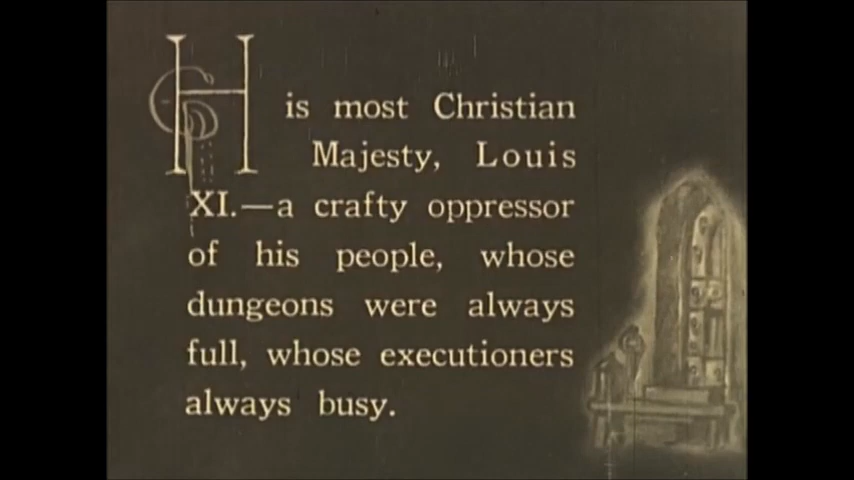 His most Christian
Majesty, Louis
XI.—a crafty oppressor
of his people, whose
dungeons were always
full, whose executioners
always busy.